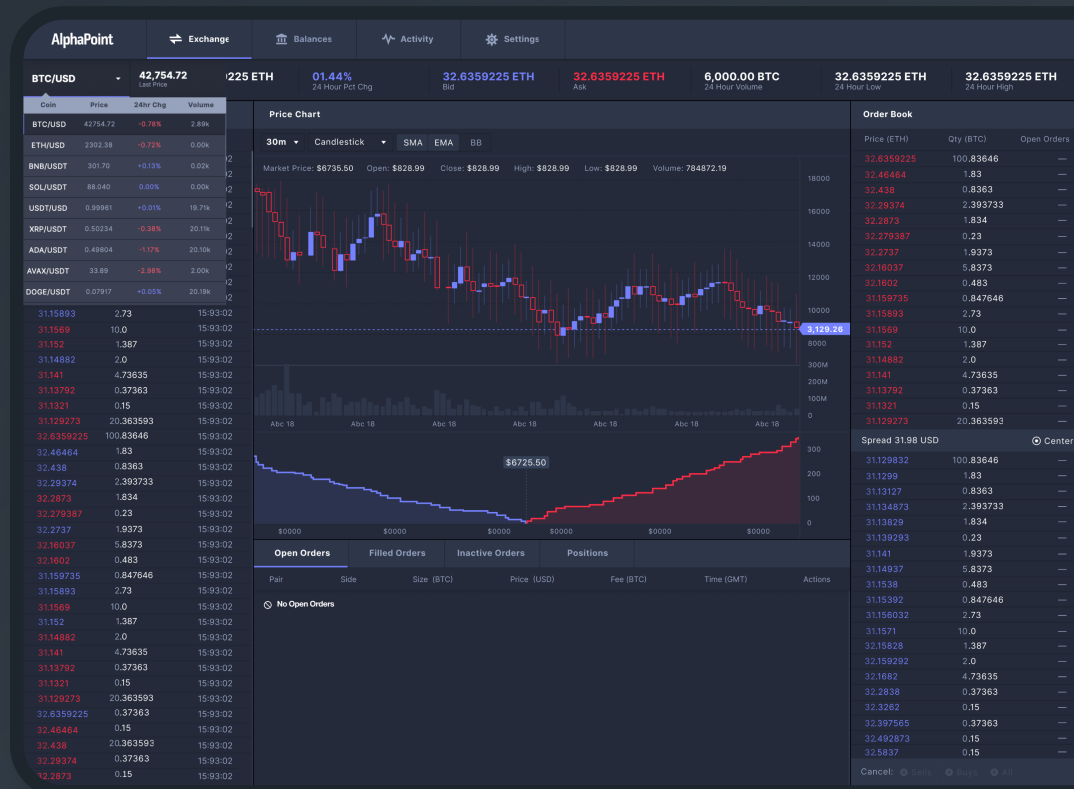 AlphaPoint
Exchange
Balances
Activity
Settings
BTC/USD
42,754.72
Last Price
225 ETH
01.44%
24 Hour Pct Chg
32.6359225 ETH
Bid
32.6359225 ETH
Ask
6,000.00 BTC
24 Hour Volume
32.6359225 ETH
24 Hour Low
32.6359225 ETH
24 Hour High
Coin Price 24hr Chg Volume
BTC/USD 42754.72 -0.78% 2.89k
ETH/USD 2302.38 -0.72% 0.00k
BNB/USDT 301.70 +0.13% 0.02k
SOL/USDT 88.040 0.00% 0.00k
USDT/USD 0.99961 +0.01% 19.71k
XRP/USDT 0.50234 -0.38% 20.11k
ADA/USDT 0.48804 -1.17% 20.10k
AVAX/USDT 33.89 -2.98% 2.00k
DOGE/USDT 0.07917 +0.05% 20.19k
31.15893 2.73 15:93:02
31.1569 10.0 15:93:02
31.152 1.387 15:93:02
31.14882 2.0 15:93:02
31.141 4.73635 15:93:02
31.13792 0.37363 15:93:02
31.1321 0.15 15:93:02
31.129273 20.363593 15:93:02
32.6359225 100.83646 15:93:02
32.46464 1.83 15:93:02
32.438 0.8363 15:93:02
32.29374 2.393733 15:93:02
32.2873 1.834 15:93:02
32.279387 0.23 15:93:02
32.2737 1.9373 15:93:02
32.16037 5.8373 15:93:02
32.1602 0.483 15:93:02
31.159735 0.847646 15:93:02
31.15893 2.73 15:93:02
31.1569 10.0 15:93:02
31.152 1.387 15:93:02
31.14882 2.0 15:93:02
31.141 4.73635 15:93:02
31.13792 0.37363 15:93:02
31.1321 0.15 15:93:02
31.129273 20.363593 15:93:02
32.6359225 0.37363 15:93:02
32.46464 0.15 15:93:02
32.438 20.363593 15:93:02
32.29374 0.37363 15:93:02
32.2873 0.15 15:93:02
Price Chart
30m Candlestick SMA EMA BB
Market Price: $6735.50 Open: $828.99 Close: $828.99 High: $828.99 Low: $828.99 Volume: 784872.19
18000
16000
14000
12000
10000
3,129.26
8000
300M
200M
100M
0
Abc 18 Abc 18 Abc 18 Abc 18 Abc 18 Abc 18 Abc 18
$6725.50
300
200
100
0
$0000 $0000 $0000 $0000 $0000 $0000
Open Orders Filled Orders Inactive Orders Positions
Pair Side Size (BTC) Price (USD) Fee (BTC) Time (GMT) Actions
No Open Orders
Order Book
Price (ETH) Qty (BTC) Open Orders
32.6359225 100.83646 —
32.46464 1.83 —
32.438 0.8363 —
32.29374 2.393733 —
32.2873 1.834 —
32.279387 0.23 —
32.2737 1.9373 —
32.16037 5.8373 —
32.1602 0.483 —
31.159735 0.847646 —
31.15893 2.73 —
31.1569 10.0 —
31.152 1.387 —
31.14882 2.0 —
31.141 4.73635 —
31.13792 0.37363 —
31.1321 0.15 —
31.129273 20.363593 —
Spread 31.98 USD Center
31.129832 100.83646 —
31.1299 1.83 —
31.13127 0.8363 —
31.134873 2.393733 —
31.13829 1.834 —
31.139293 0.23 —
31.141 1.9373 —
31.14937 5.8373 —
31.1538 0.483 —
31.15392 0.847646 —
31.156032 2.73 —
31.1571 10.0 —
32.15828 1.387 —
32.159292 2.0 —
32.1682 4.73635 —
32.2838 0.37363 —
32.3262 0.15 —
32.397565 0.37363 —
32.492873 0.15 —
32.5837 0.15 —
Cancel: Sells Buys All